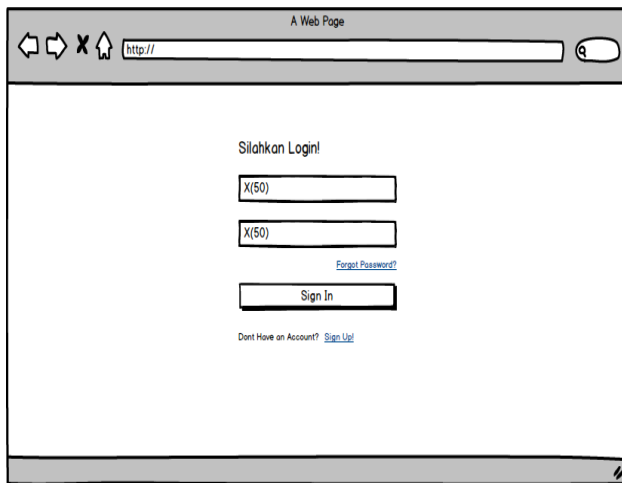 A Web Page
http://
Silahkan Login!
X(50)
X(50)
Forgot Password?
Sign In
Dont Have an Account? Sign Up!